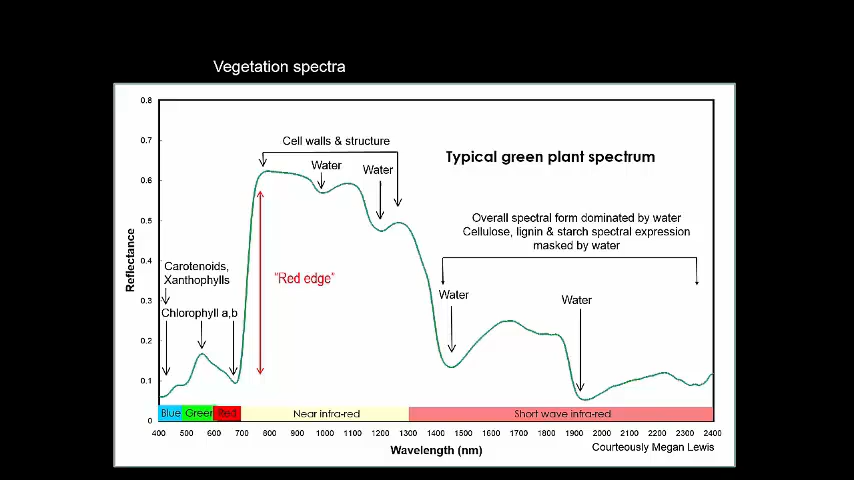 Vegetation spectra
0.8
0.7
0.6
0.5
0.4
0.3
0.2
0.1
0
Reflectance
Cell walls & structure
Water
Water
Typical green plant spectrum
Overall spectral form dominated by water
Cellulose, lignin & starch spectral expression
masked by water
Carotenoids,
Xanthophylls
Chlorophyll a,b
"Red edge"
Water
Water
Blue Green Red Near infra-red Short wave infra-red
400 500 600 700 800 900 1000 1100 1200 1300 1400 1500 1600 1700 1800 1900 2000 2100 2200 2300 2400
Wavelength (nm)
Courteously Megan Lewis